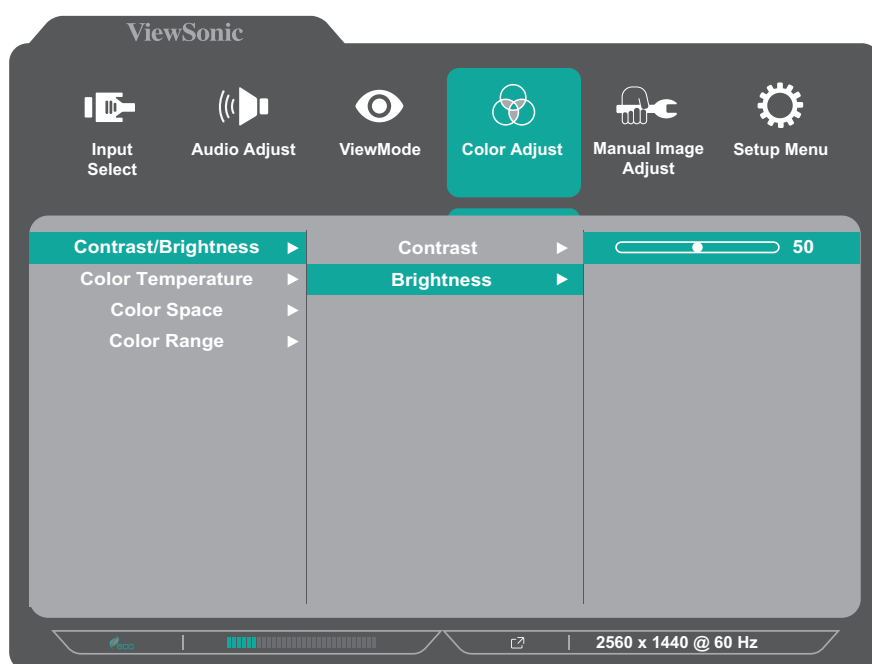 ViewSonic
Input Select
Audio Adjust
ViewMode
Color Adjust
Manual Image Adjust
Setup Menu
Contrast/Brightness
Contrast
50
Color Temperature
Brightness
Color Space
Color Range
eco
2560 x 1440 @ 60 Hz